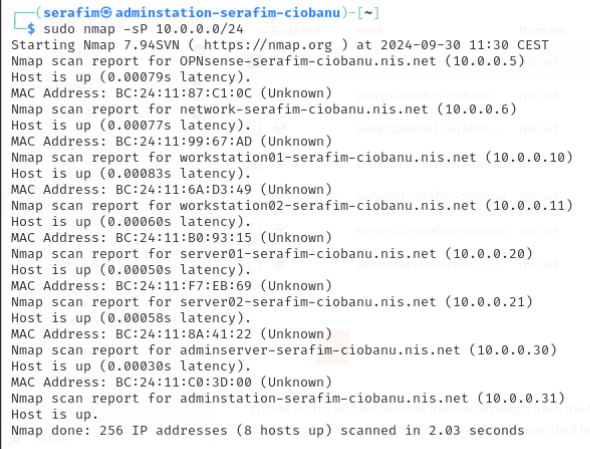 (serafim㉿adminstation-serafim-ciobanu)-[~]
$ sudo nmap -sP 10.0.0.0/24
Starting Nmap 7.94SVN ( https://nmap.org ) at 2024-09-30 11:30 CEST
Nmap scan report for OPNsense-serafim-ciobanu.nis.net (10.0.0.5)
Host is up (0.00079s latency).
MAC Address: BC:24:11:87:C1:0C (Unknown)
Nmap scan report for network-serafim-ciobanu.nis.net (10.0.0.6)
Host is up (0.00077s latency).
MAC Address: BC:24:11:99:67:AD (Unknown)
Nmap scan report for workstation01-serafim-ciobanu.nis.net (10.0.0.10)
Host is up (0.00083s latency).
MAC Address: BC:24:11:6A:D3:49 (Unknown)
Nmap scan report for workstation02-serafim-ciobanu.nis.net (10.0.0.11)
Host is up (0.00060s latency).
MAC Address: BC:24:11:B0:93:15 (Unknown)
Nmap scan report for server01-serafim-ciobanu.nis.net (10.0.0.20)
Host is up (0.00050s latency).
MAC Address: BC:24:11:F7:EB:69 (Unknown)
Nmap scan report for server02-serafim-ciobanu.nis.net (10.0.0.21)
Host is up (0.00058s latency).
MAC Address: BC:24:11:8A:41:22 (Unknown)
Nmap scan report for adminserver-serafim-ciobanu.nis.net (10.0.0.30)
Host is up (0.00030s latency).
MAC Address: BC:24:11:C0:3D:00 (Unknown)
Nmap scan report for adminstation-serafim-ciobanu.nis.net (10.0.0.31)
Host is up.
Nmap done: 256 IP addresses (8 hosts up) scanned in 2.03 seconds